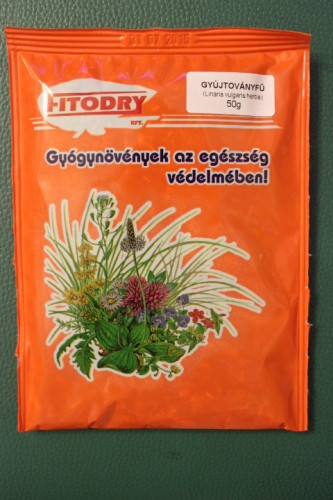 GYÚJTOVÁNYFŰ
(Linaria vulgaris herba)
50g
FITODRY
Kft.
Gyógynövények az egészség
védelmében!